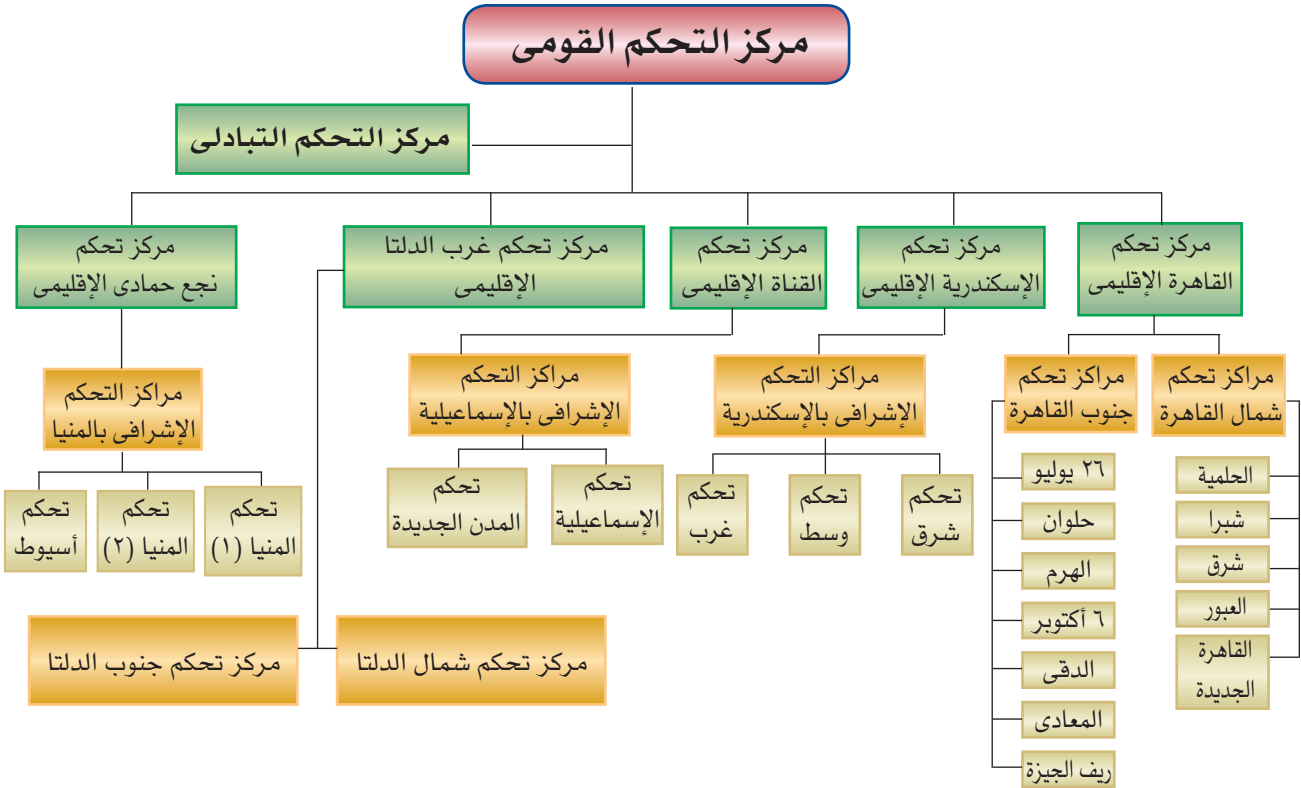 مركز التحكم القومى
مركز التحكم التبادلى
مركز تحكم
القاهرة الإقليمى
مركز تحكم
الإسكندرية الإقليمى
مركز تحكم
القناة الإقليمى
مركز تحكم غرب الدلتا
الإقليمى
مركز تحكم
نجع حمادى الإقليمى
مراكز تحكم
شمال القاهرة
مراكز تحكم
جنوب القاهرة
مراكز التحكم
الإشرافى بالإسكندرية
مراكز التحكم
الإشرافى بالإسماعيلية
مراكز التحكم
الإشرافى بالمنيا
الحلمية
شبرا
شرق
العبور
القاهرة
الجديدة
٢٦ يوليو
حلوان
الهرم
٦ أكتوبر
الدقى
المعادى
ريف الجيزة
تحكم
شرق
تحكم
وسط
تحكم
غرب
تحكم
الإسماعيلية
تحكم
المدن الجديدة
تحكم
المنيا (١)
تحكم
المنيا (٢)
تحكم
أسيوط
مركز تحكم شمال الدلتا
مركز تحكم جنوب الدلتا